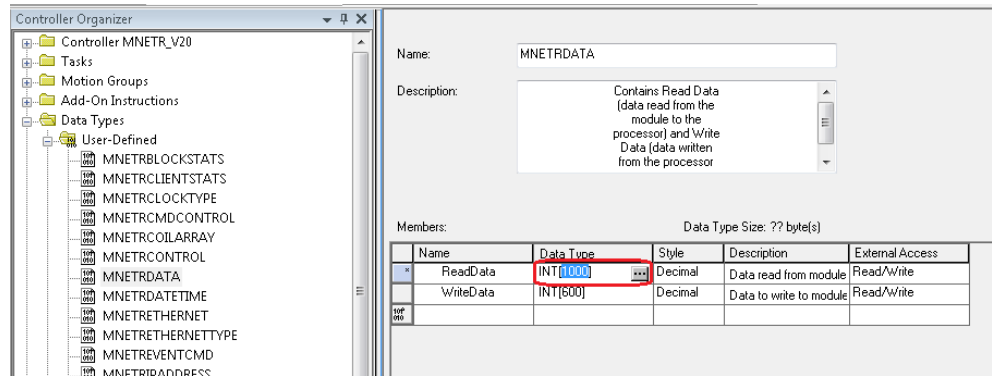 Controller Organizer
Controller MNETR_V20
Tasks
Motion Groups
Add-On Instructions
Data Types
User-Defined
MNETRBLOCKSTATS
MNETRCLIENTSTATS
MNETRCLOCKTYPE
MNETRCMDCONTROL
MNETRCOILARRAY
MNETRCONTROL
MNETRDATA
MNETRDATETIME
MNETRETHERNET
MNETRETHERNETTYPE
MNETREVENTCMD
MNETRIPADDRESS
Name: MNETRDATA
Description: Contains Read Data
(data read from the
module to the
processor) and Write
Data (data written
from the processor
Members: Data Type Size: ?? byte(s)
Name Data Type Style Description External Access
* ReadData INT[1000] ... Decimal Data read from module Read/Write
WriteData INT[600] Decimal Data to write to module Read/Write